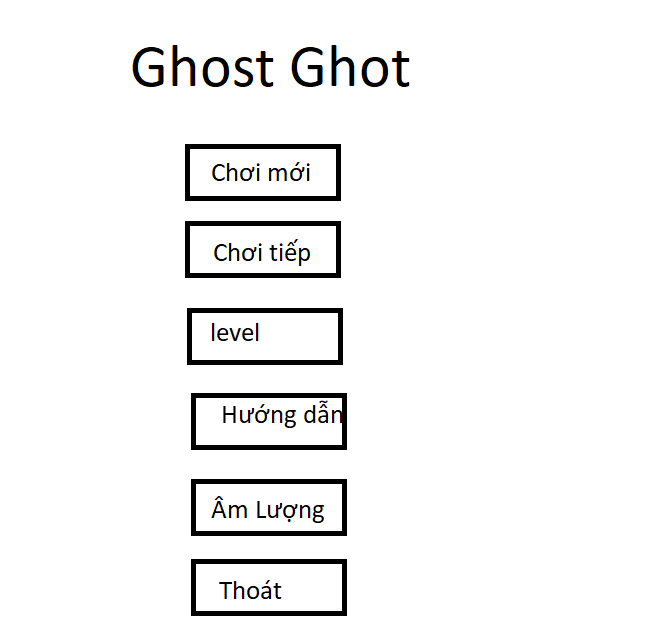 Ghost Ghot
Chơi mới
Chơi tiếp
level
Hướng dẫn
Âm Lượng
Thoát